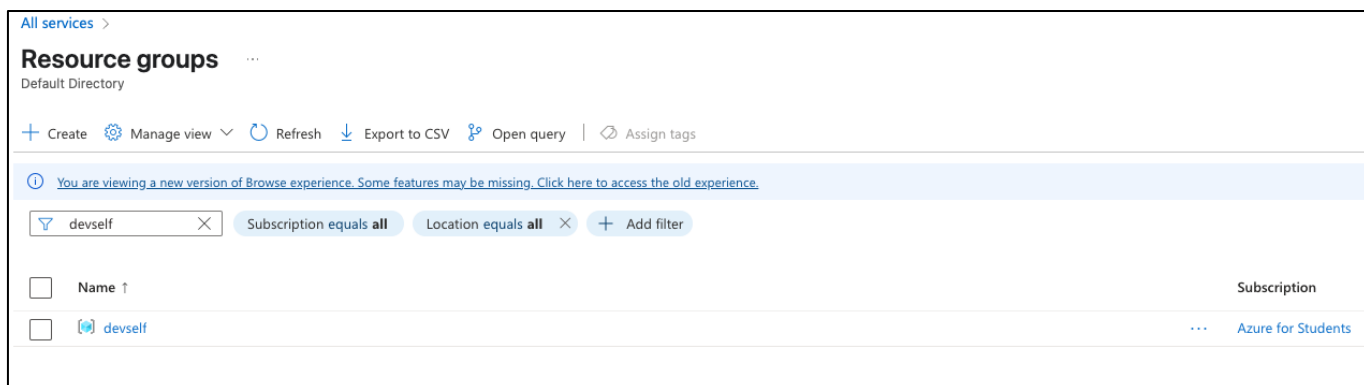 All services >
Resource groups ...
Default Directory
+ Create Manage view Refresh Export to CSV Open query | Assign tags
You are viewing a new version of Browse experience. Some features may be missing. Click here to access the old experience.
devself Subscription equals all Location equals all + Add filter
Name ↑ Subscription
devself ... Azure for Students